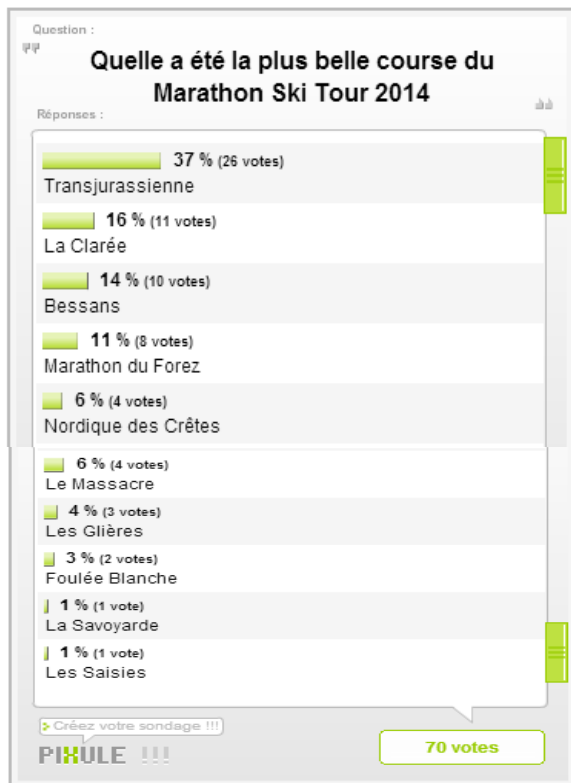 Question :
Quelle a été la plus belle course du
Marathon Ski Tour 2014
Réponses :
37 % (26 votes)
Transjurassienne
16 % (11 votes)
La Clarée
14 % (10 votes)
Bessans
11 % (8 votes)
Marathon du Forez
6 % (4 votes)
Nordique des Crêtes
6 % (4 votes)
Le Massacre
4 % (3 votes)
Les Glières
3 % (2 votes)
Foulée Blanche
1 % (1 vote)
La Savoyarde
1 % (1 vote)
Les Saisies
Créez votre sondage !!!
PIXULE !!!
70 votes